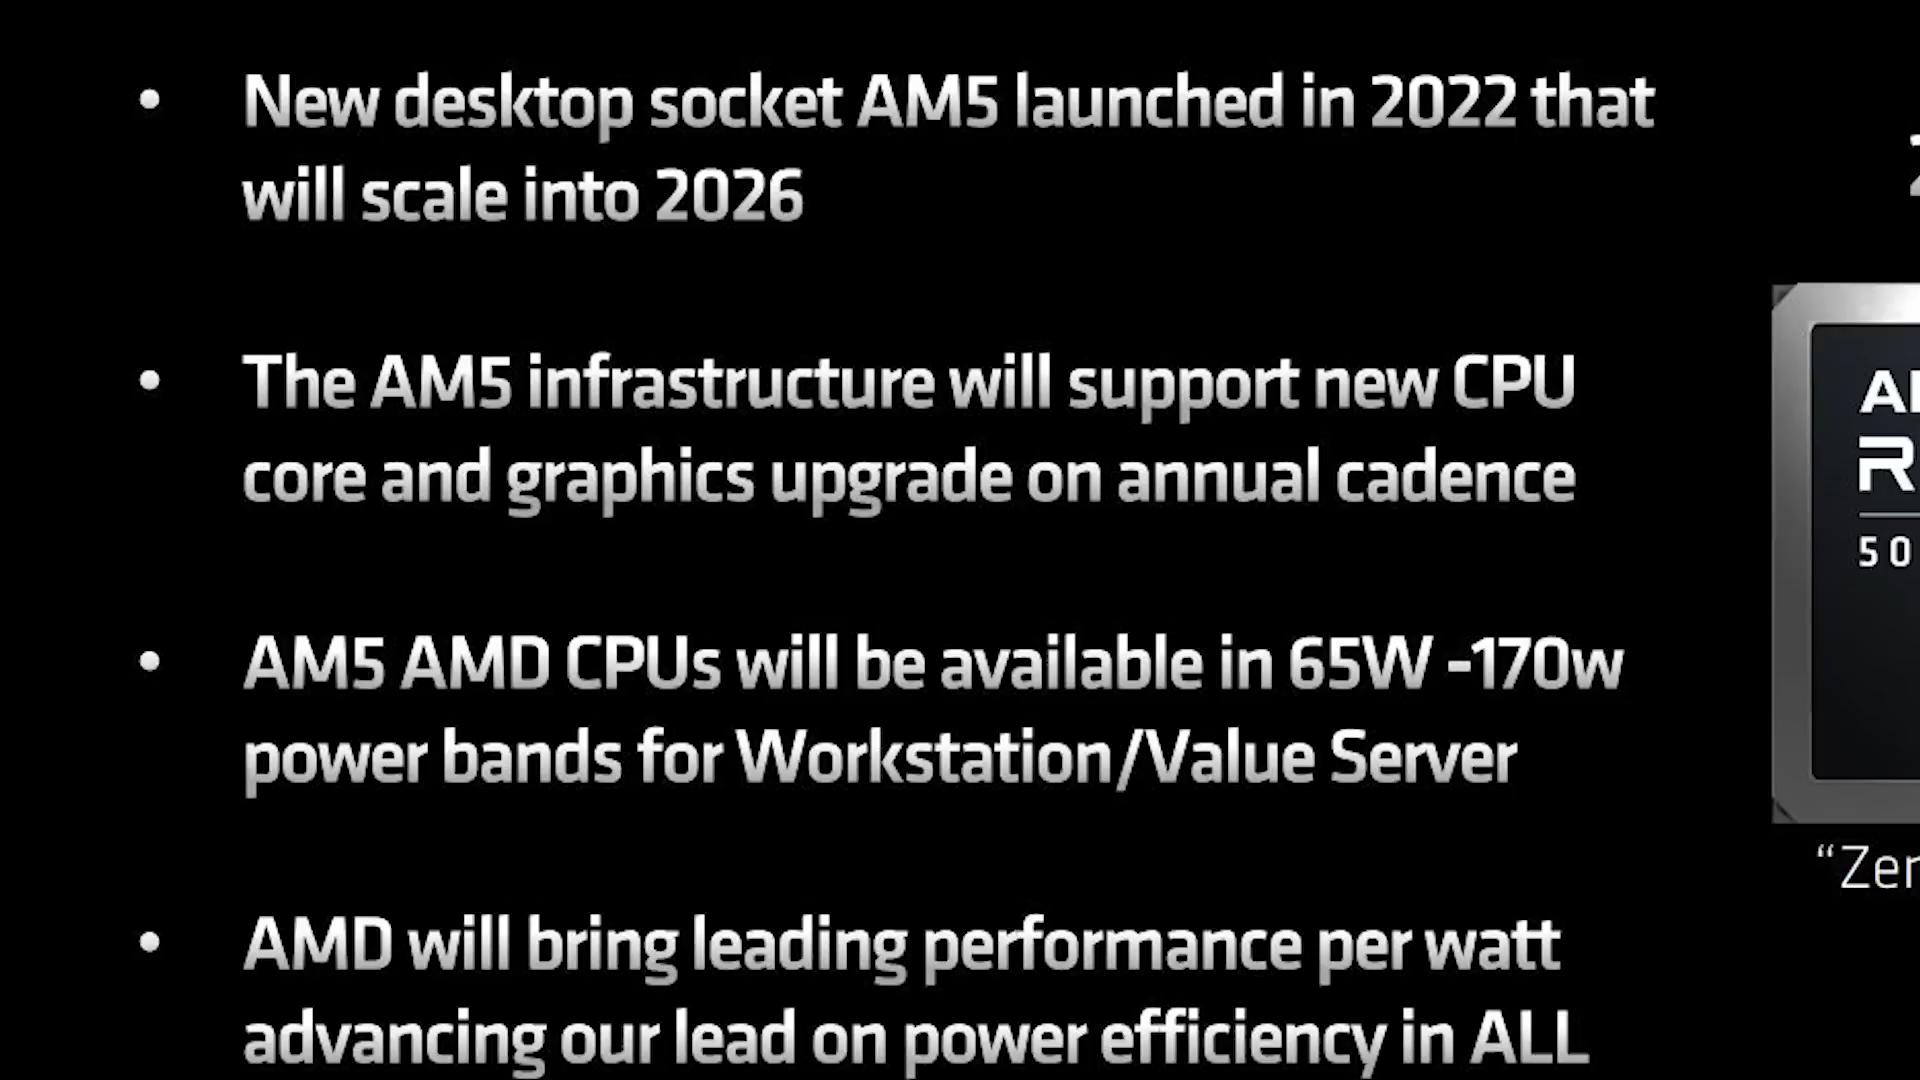 • New desktop socket AM5 launched in 2022 that
will scale into 2026
• The AM5 infrastructure will support new CPU
core and graphics upgrade on annual cadence
• AM5 AMD CPUs will be available in 65W -170w
power bands for Workstation/Value Server
• AMD will bring leading performance per watt
advancing our lead on power efficiency in ALL
50